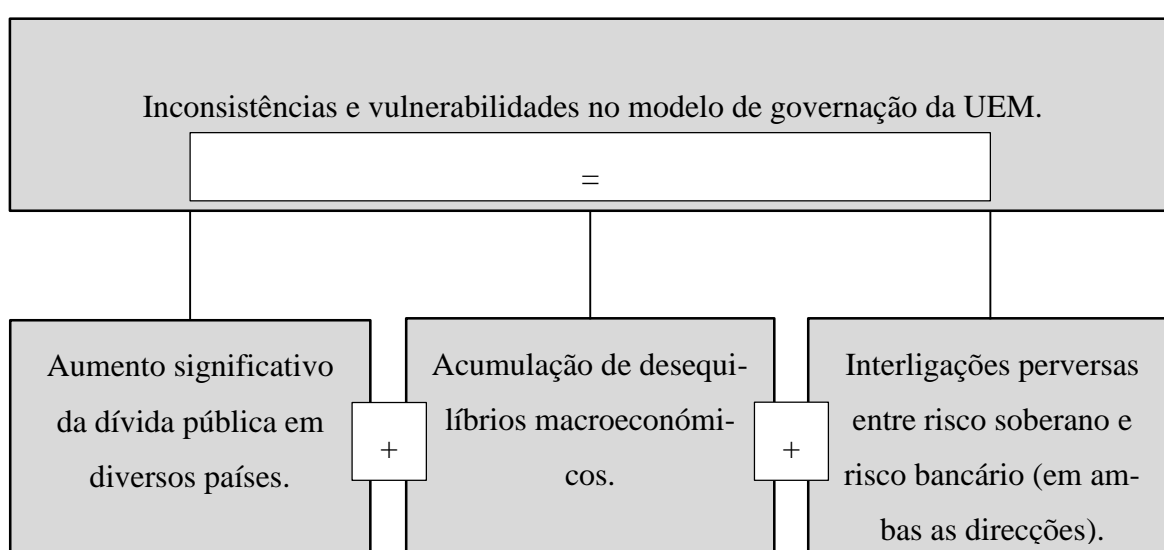 Inconsistências e vulnerabilidades no modelo de governação da UEM.
=
Aumento significativo
da dívida pública em
diversos países.
+
Acumulação de desequi-
líbrios macroeconómi-
cos.
+
Interligações perversas
entre risco soberano e
risco bancário (em am-
bas as direcções).